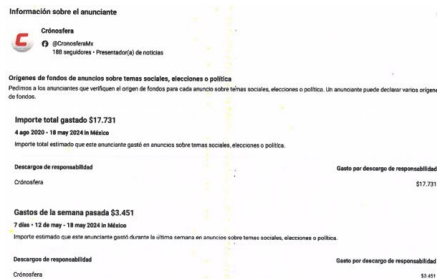 Información sobre el anunciante
Crónosfera
@CronosferaMx
188 seguidores • Presentador(a) de noticias
Orígenes de fondos de anuncios sobre temas sociales, elecciones o política
Pedimos a los anunciantes que verifiquen el origen de fondos para cada anuncio sobre temas sociales, elecciones o política. Un anunciante puede declarar varios orígenes
de fondos.
Importe total gastado $17.731
4 ago 2020 - 18 may 2024 in México
Importe total estimado que este anunciante gastó en anuncios sobre temas sociales, elecciones o política.
Descargos de responsabilidad Gasto por descargo de responsabilidad
Crónosfera $17.731
Gastos de la semana pasada $3.451
7 días • 12 de may - 18 may 2024 in México
Importe estimado que este anunciante gastó durante la última semana en anuncios sobre temas sociales, elecciones o política.
Descargos de responsabilidad Gasto por descargo de responsabilidad
Crónosfera $3.451